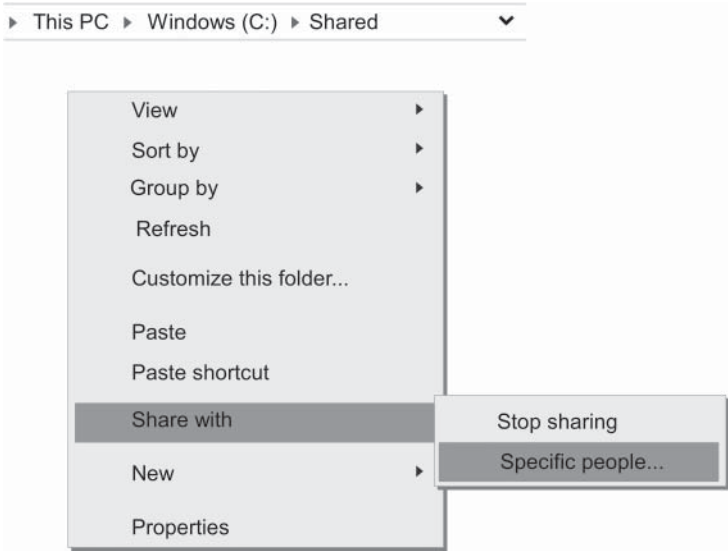 This PC Windows (C:) Shared
View
Sort by
Group by
Refresh
Customize this folder...
Paste
Paste shortcut
Share with
Stop sharing
Specific people...
New
Properties